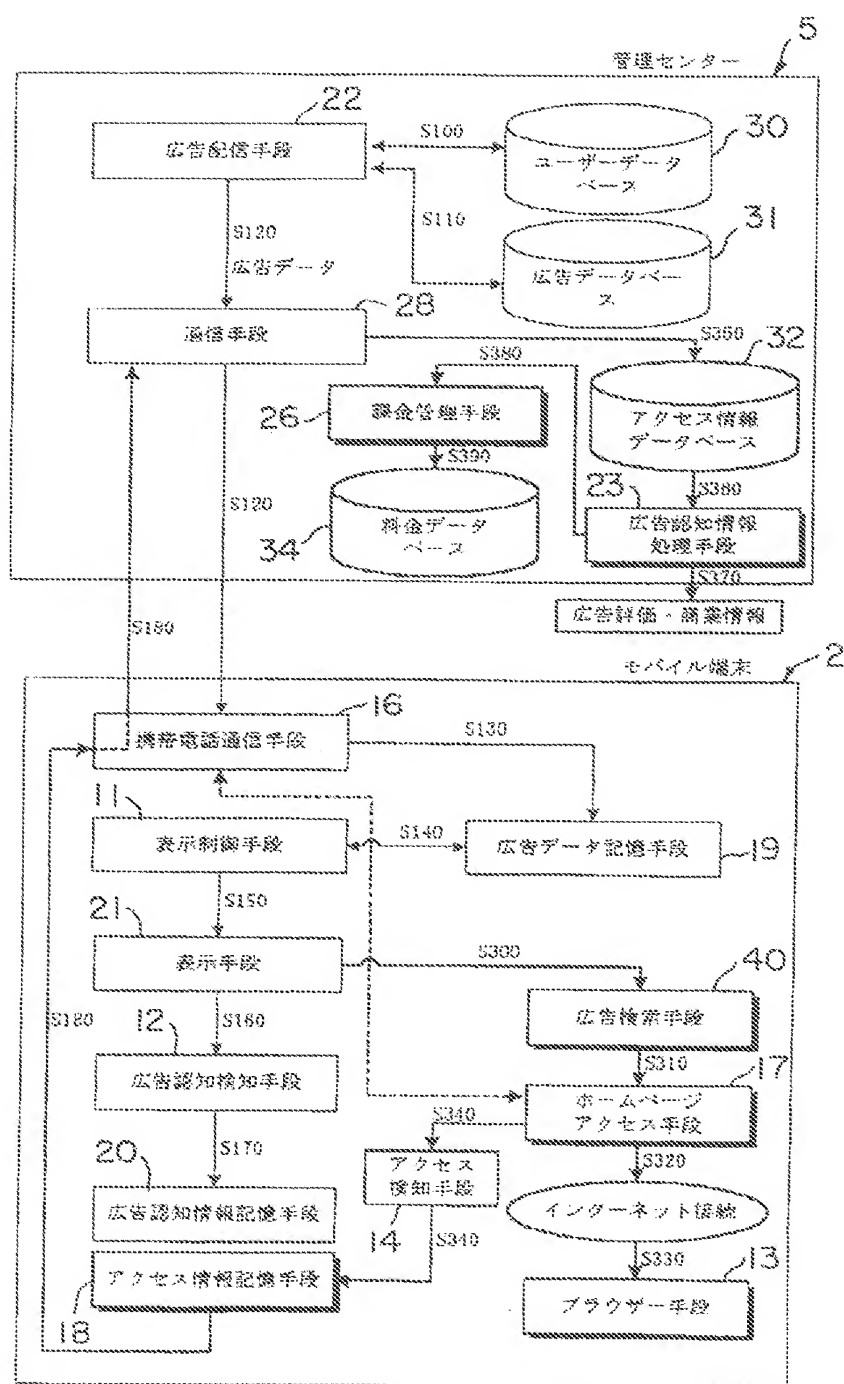 5
管理センター
22
広告配信手段
S100
30
ユーザーデータ
ベース
S110
31
広告データベー
ス
S120
広告データ
28
通信手段
S360
32
アクセス情報
データベース
S380
26
課金管理手段
S390
34
料金データ
ベース
S380
23
広告認知情報
処理手段
S370
広告評価・商業情報
S120
S180
モバイル端末
2
16
携帯電話通信手段
S130
11
表示制御手段
S140
広告データ記憶手段
19
S150
21
表示手段
S300
40
広告検索手段
S180
S160
12
広告認知検知手段
S310
17
ホームページ
アクセス手段
S340
アクセス
検知手段
14
S170
20
広告認知情報記憶手段
S320
インターネット接続
S340
アクセス情報記憶手段
18
S330
13
ブラウザー手段